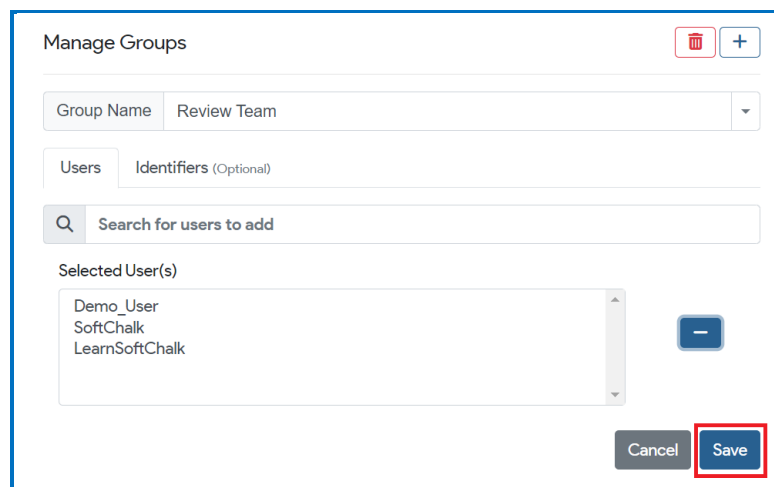 Manage Groups
+
Group Name Review Team
Users Identifiers (Optional)
Search for users to add
Selected User(s)
Demo_User
SoftChalk
LearnSoftChalk
Cancel Save